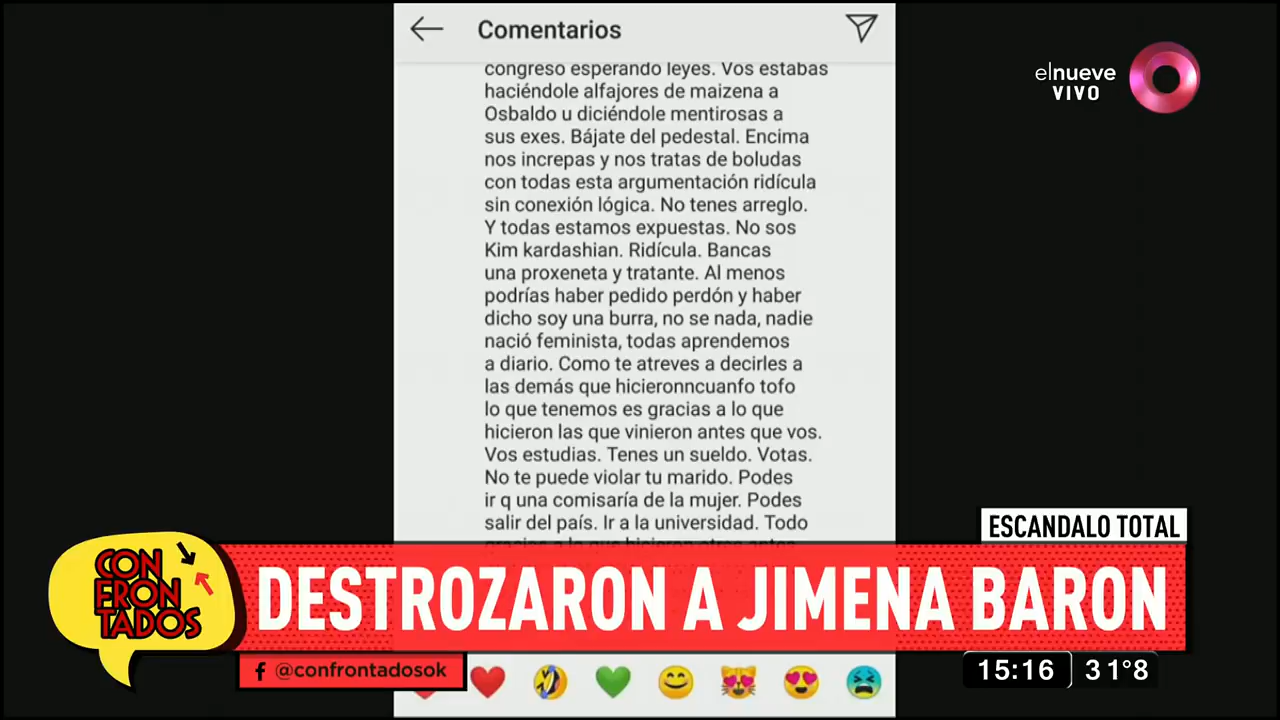 Comentarios
congreso esperando leyes. Vos estabas
haciéndole alfajores de maizena a
Osbaldo u diciéndole mentirosas a
sus exes. Bájate del pedestal. Encima
nos increpas y nos tratas de boludas
con todas esta argumentación ridícula
sin conexión lógica. No tenes arreglo.
Y todas estamos expuestas. No sos
Kim kardashian. Ridícula. Bancas
una proxeneta y tratante. Al menos
podrías haber pedido perdón y haber
dicho soy una burra, no se nada, nadie
nació feminista, todas aprendemos
a diario. Como te atreves a decirles a
las demás que hicieronncuanfo tofo
lo que tenemos es gracias a lo que
hicieron las que vinieron antes que vos.
Vos estudias. Tenes un sueldo. Votas.
No te puede violar tu marido. Podes
ir q una comisaría de la mujer. Podes
salir del país. Ir a la universidad. Todo
elnueve
VIVO
ESCANDALO TOTAL
CON
FRON
TADOS
DESTROZARON A JIMENA BARON
f @confrontadosok
15:16 31°8